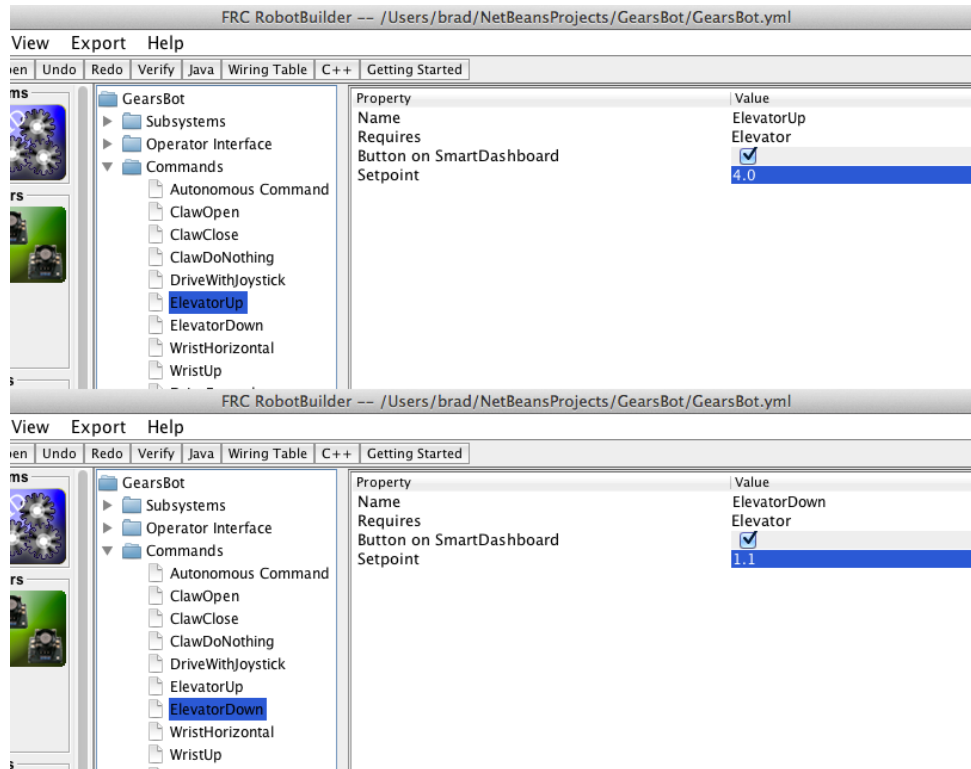 FRC RobotBuilder -- /Users/brad/NetBeansProjects/GearsBot/GearsBot.yml
View Export Help
Undo Redo Verify Java Wiring Table C++ Getting Started
GearsBot
Subsystems
Operator Interface
Commands
Autonomous Command
ClawOpen
ClawClose
ClawDoNothing
DriveWithJoystick
ElevatorUp
ElevatorDown
WristHorizontal
WristUp
Property Value
Name ElevatorUp
Requires Elevator
Button on SmartDashboard
Setpoint 4.0
FRC RobotBuilder -- /Users/brad/NetBeansProjects/GearsBot/GearsBot.yml
View Export Help
Undo Redo Verify Java Wiring Table C++ Getting Started
GearsBot
Subsystems
Operator Interface
Commands
Autonomous Command
ClawOpen
ClawClose
ClawDoNothing
DriveWithJoystick
ElevatorUp
ElevatorDown
WristHorizontal
WristUp
Property Value
Name ElevatorDown
Requires Elevator
Button on SmartDashboard
Setpoint 1.1